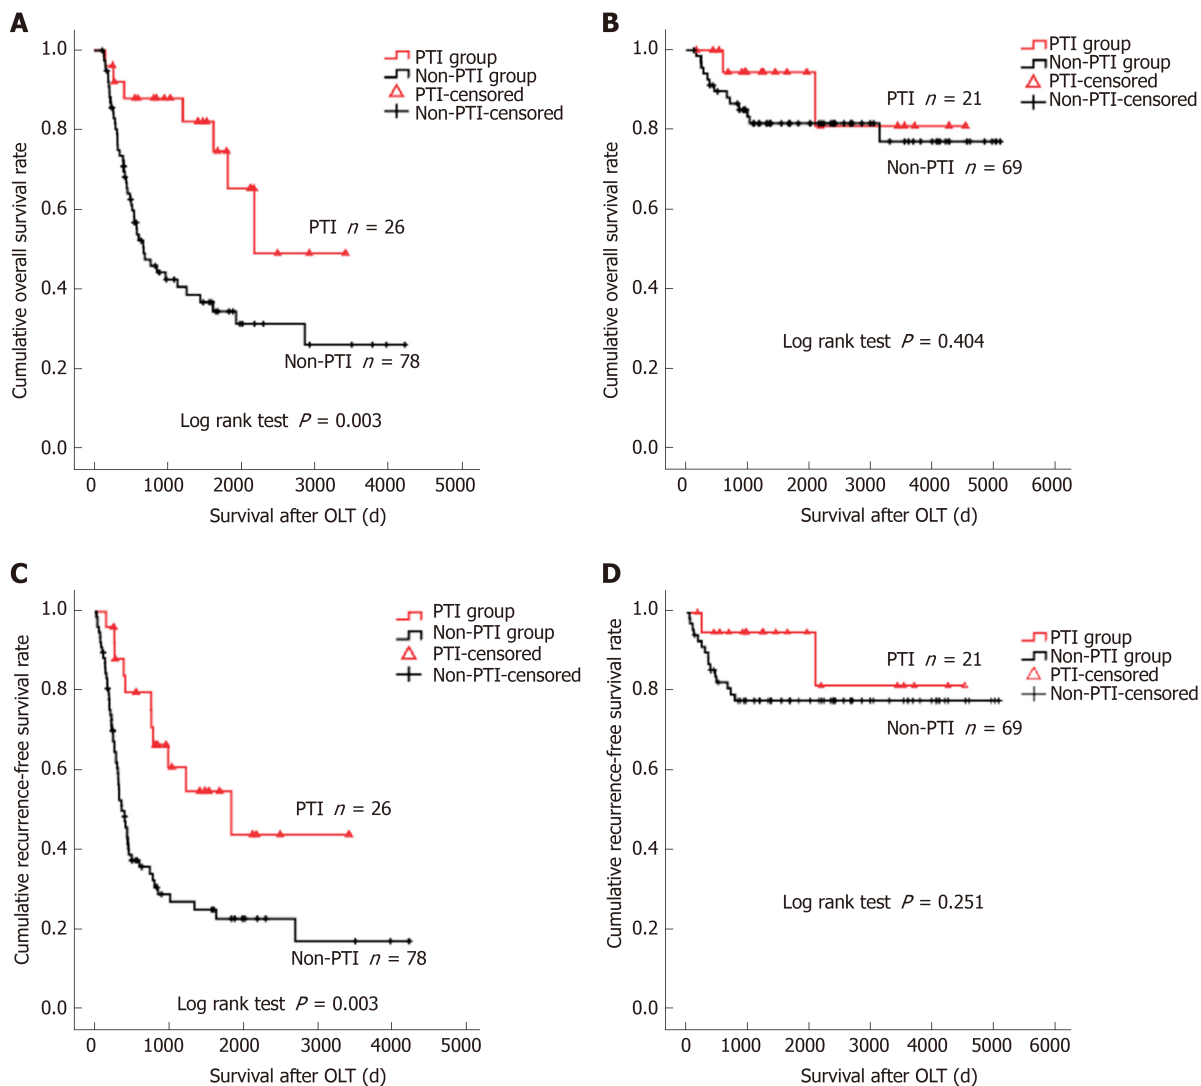 A
Cumulative overall survival rate
1.0
0.8
0.6
0.4
0.2
0.0
PTI group
Non-PTI group
PTI-censored
Non-PTI-censored
PTI n = 26
Non-PTI n = 78
Log rank test P = 0.003
0 1000 2000 3000 4000 5000
Survival after OLT (d)
B
Cumulative overall survival rate
1.0
0.8
0.6
0.4
0.2
0.0
PTI group
Non-PTI group
PTI-censored
Non-PTI-censored
PTI n = 21
Non-PTI n = 69
Log rank test P = 0.404
0 1000 2000 3000 4000 5000 6000
Survival after OLT (d)
C
Cumulative recurrence-free survival rate
1.0
0.8
0.6
0.4
0.2
0.0
PTI group
Non-PTI group
PTI-censored
Non-PTI-censored
PTI n = 26
Non-PTI n = 78
Log rank test P = 0.003
0 1000 2000 3000 4000 5000
Survival after OLT (d)
D
Cumulative recurrence-free survival rate
1.0
0.8
0.6
0.4
0.2
0.0
PTI group
Non-PTI group
PTI-censored
Non-PTI-censored
PTI n = 21
Non-PTI n = 69
Log rank test P = 0.251
0 1000 2000 3000 4000 5000 6000
Survival after OLT (d)